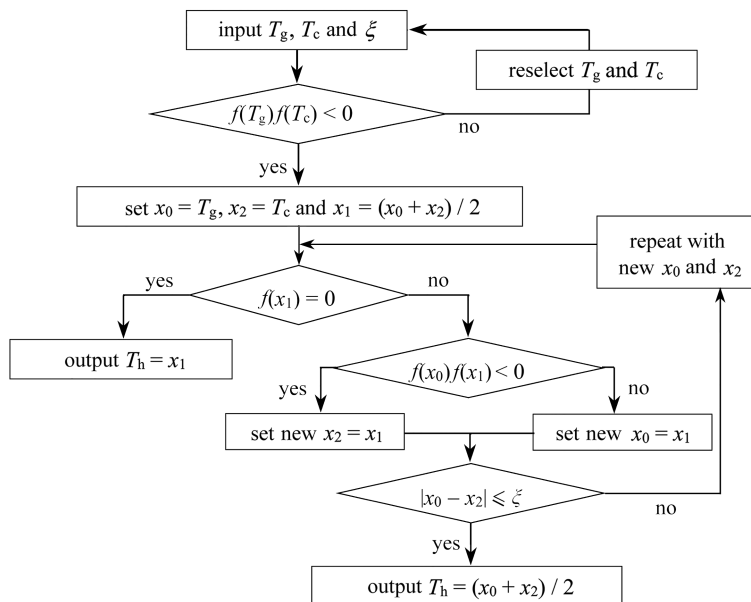 input T_g, T_c and ξ
reselect T_g and T_c
f(T_g)f(T_c) < 0
no
yes
set x_0 = T_g, x_2 = T_c and x_1 = (x_0 + x_2) / 2
repeat with
new x_0 and x_2
yes
no
f(x_1) = 0
output T_h = x_1
f(x_0)f(x_1) < 0
yes
no
set new x_2 = x_1
set new x_0 = x_1
|x_0 − x_2| ⩽ ξ
no
yes
output T_h = (x_0 + x_2) / 2